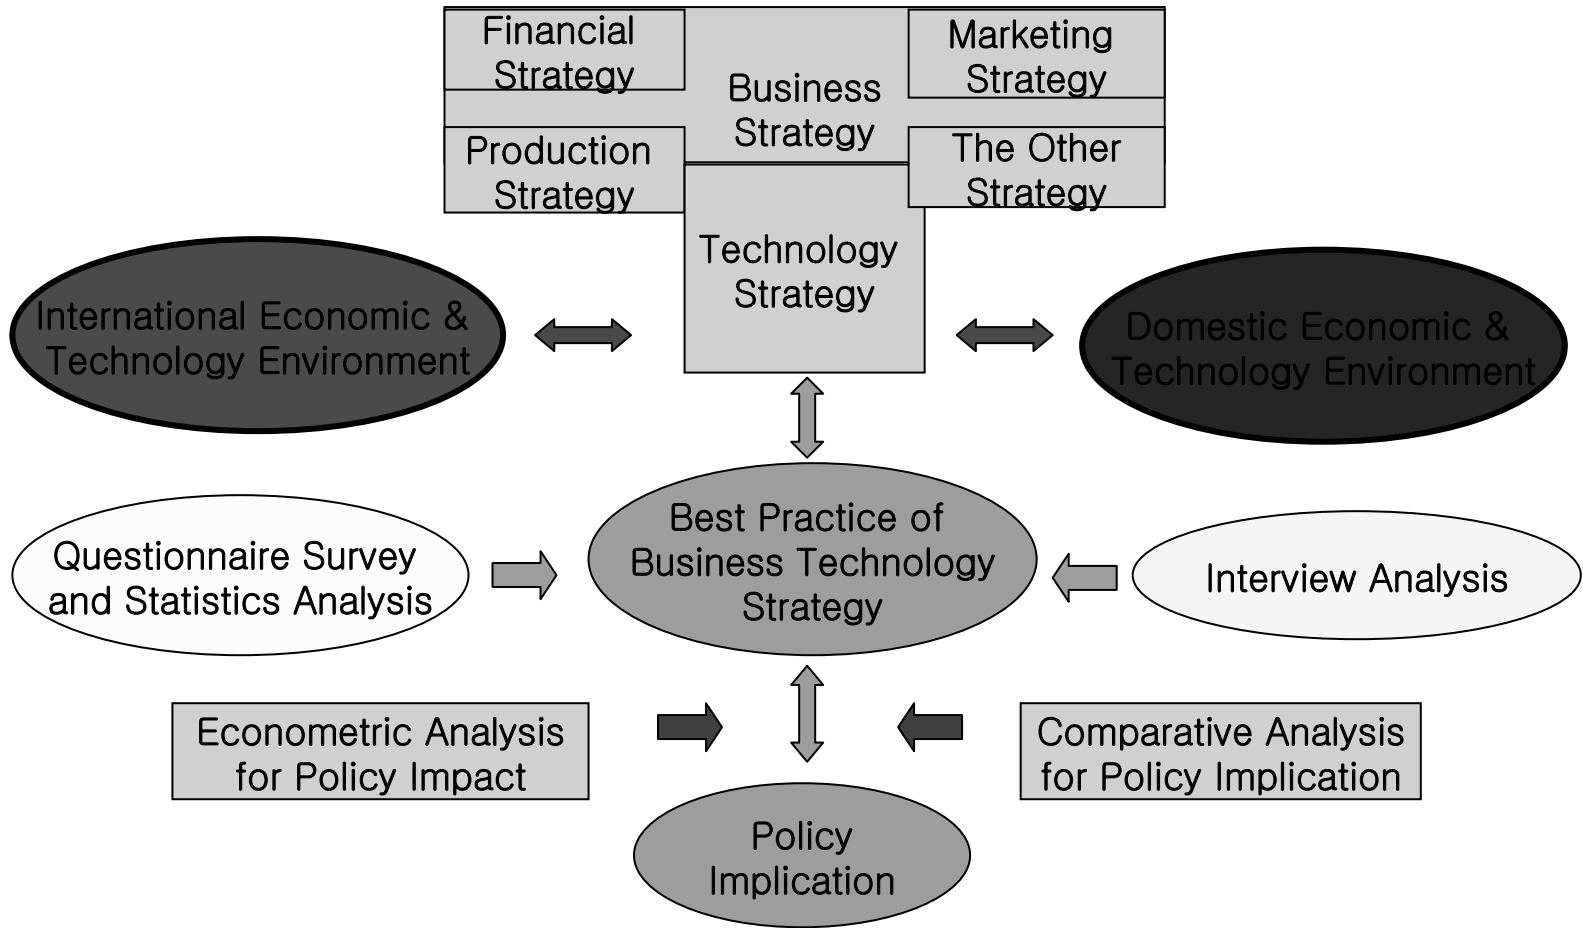 Financial
Strategy
Marketing
Strategy
Business
Strategy
Production
Strategy
The Other
Strategy
Technology
Strategy
International Economic &
Technology Environment
Domestic Economic &
Technology Environment
Best Practice of
Business Technology
Strategy
Questionnaire Survey
and Statistics Analysis
Interview Analysis
Econometric Analysis
for Policy Impact
Comparative Analysis
for Policy Implication
Policy
Implication